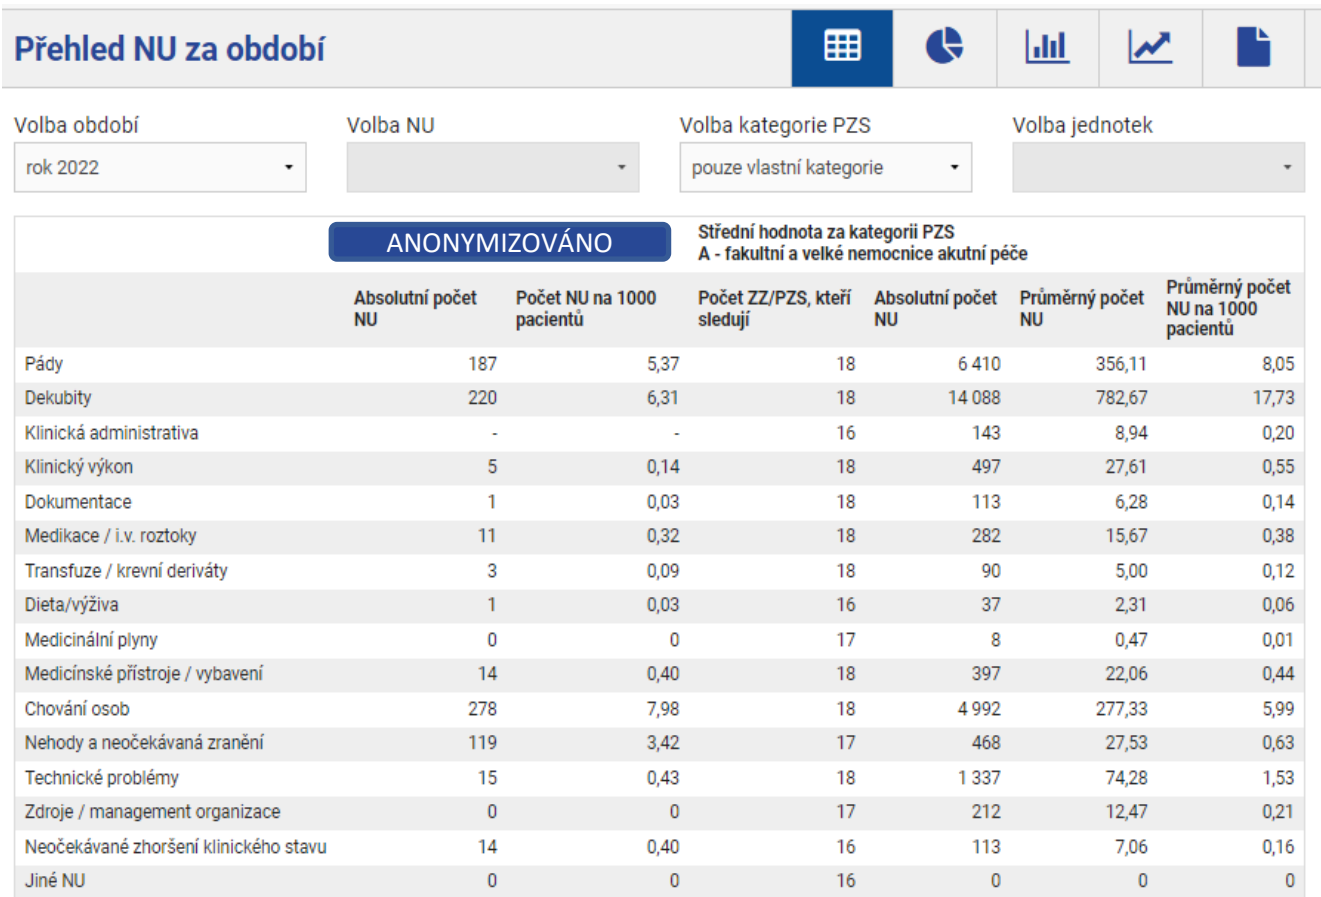 Přehled NU za období
Volba období Volba NU Volba kategorie PZS Volba jednotek
rok 2022 pouze vlastní kategorie
ANONYMIZOVÁNO
Střední hodnota za kategorii PZS
A - fakultní a velké nemocnice akutní péče
Absolutní počet NU Počet NU na 1000 pacientů Počet ZZ/PZS, kteří sledují Absolutní počet NU Průměrný počet NU Průměrný počet NU na 1000 pacientů
Pády 187 5,37 18 6 410 356,11 8,05
Dekubity 220 6,31 18 14 088 782,67 17,73
Klinická administrativa - - 16 143 8,94 0,20
Klinický výkon 5 0,14 18 497 27,61 0,55
Dokumentace 1 0,03 18 113 6,28 0,14
Medikace / i.v. roztoky 11 0,32 18 282 15,67 0,38
Transfuze / krevní deriváty 3 0,09 18 90 5,00 0,12
Dieta/výživa 1 0,03 16 37 2,31 0,06
Medicinální plyny 0 0 17 8 0,47 0,01
Medicínské přístroje / vybavení 14 0,40 18 397 22,06 0,44
Chování osob 278 7,98 18 4 992 277,33 5,99
Nehody a neočekávaná zranění 119 3,42 17 468 27,53 0,63
Technické problémy 15 0,43 18 1 337 74,28 1,53
Zdroje / management organizace 0 0 17 212 12,47 0,21
Neočekávané zhoršení klinického stavu 14 0,40 16 113 7,06 0,16
Jiné NU 0 0 16 0 0 0